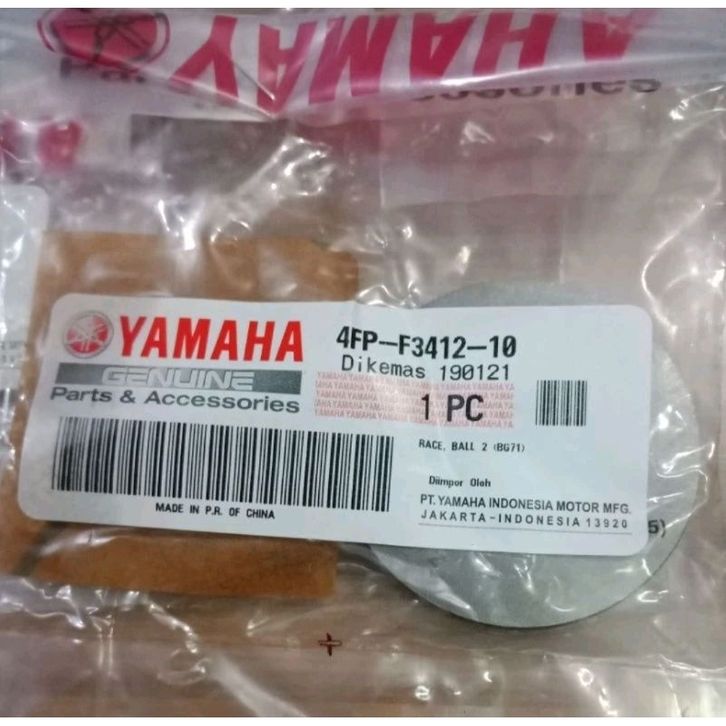 YAMAHA
YAMAHA
GENUINE
Parts & Accessories
4FP-F3412-10
Dikemas 190121
1 PC
RACE, BALL 2 (BG71)
Diimpor Oleh
PT. YAMAHA INDONESIA MOTOR MFG.
JAKARTA-INDONESIA 13920
MADE IN P.R. OF CHINA
5)